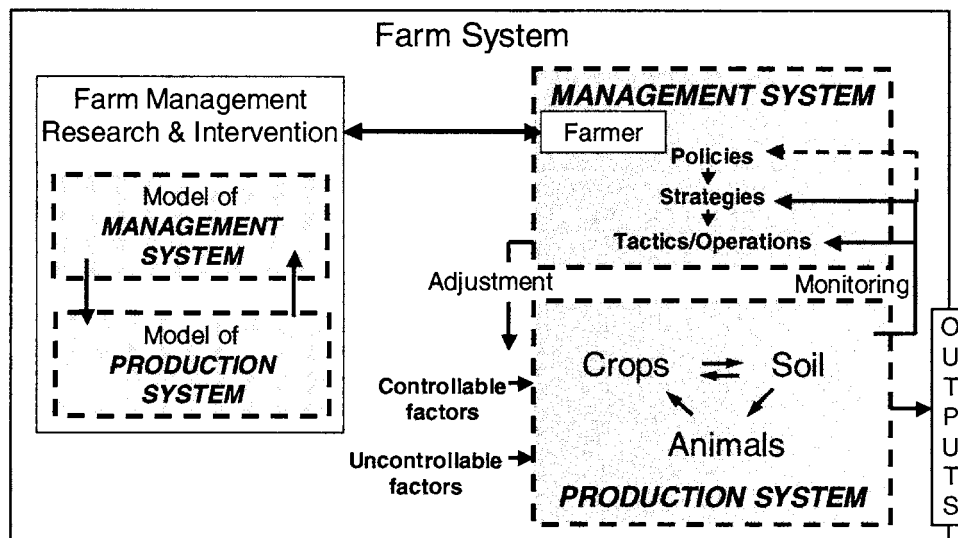 Farm System
Farm Management
Research & Intervention
Model of
MANAGEMENT
SYSTEM
Model of
PRODUCTION
SYSTEM
MANAGEMENT SYSTEM
Farmer
Policies
Strategies
Tactics/Operations
Adjustment
Monitoring
Controllable
factors
Uncontrollable
factors
Crops
Soil
Animals
PRODUCTION SYSTEM
OUTPUTS